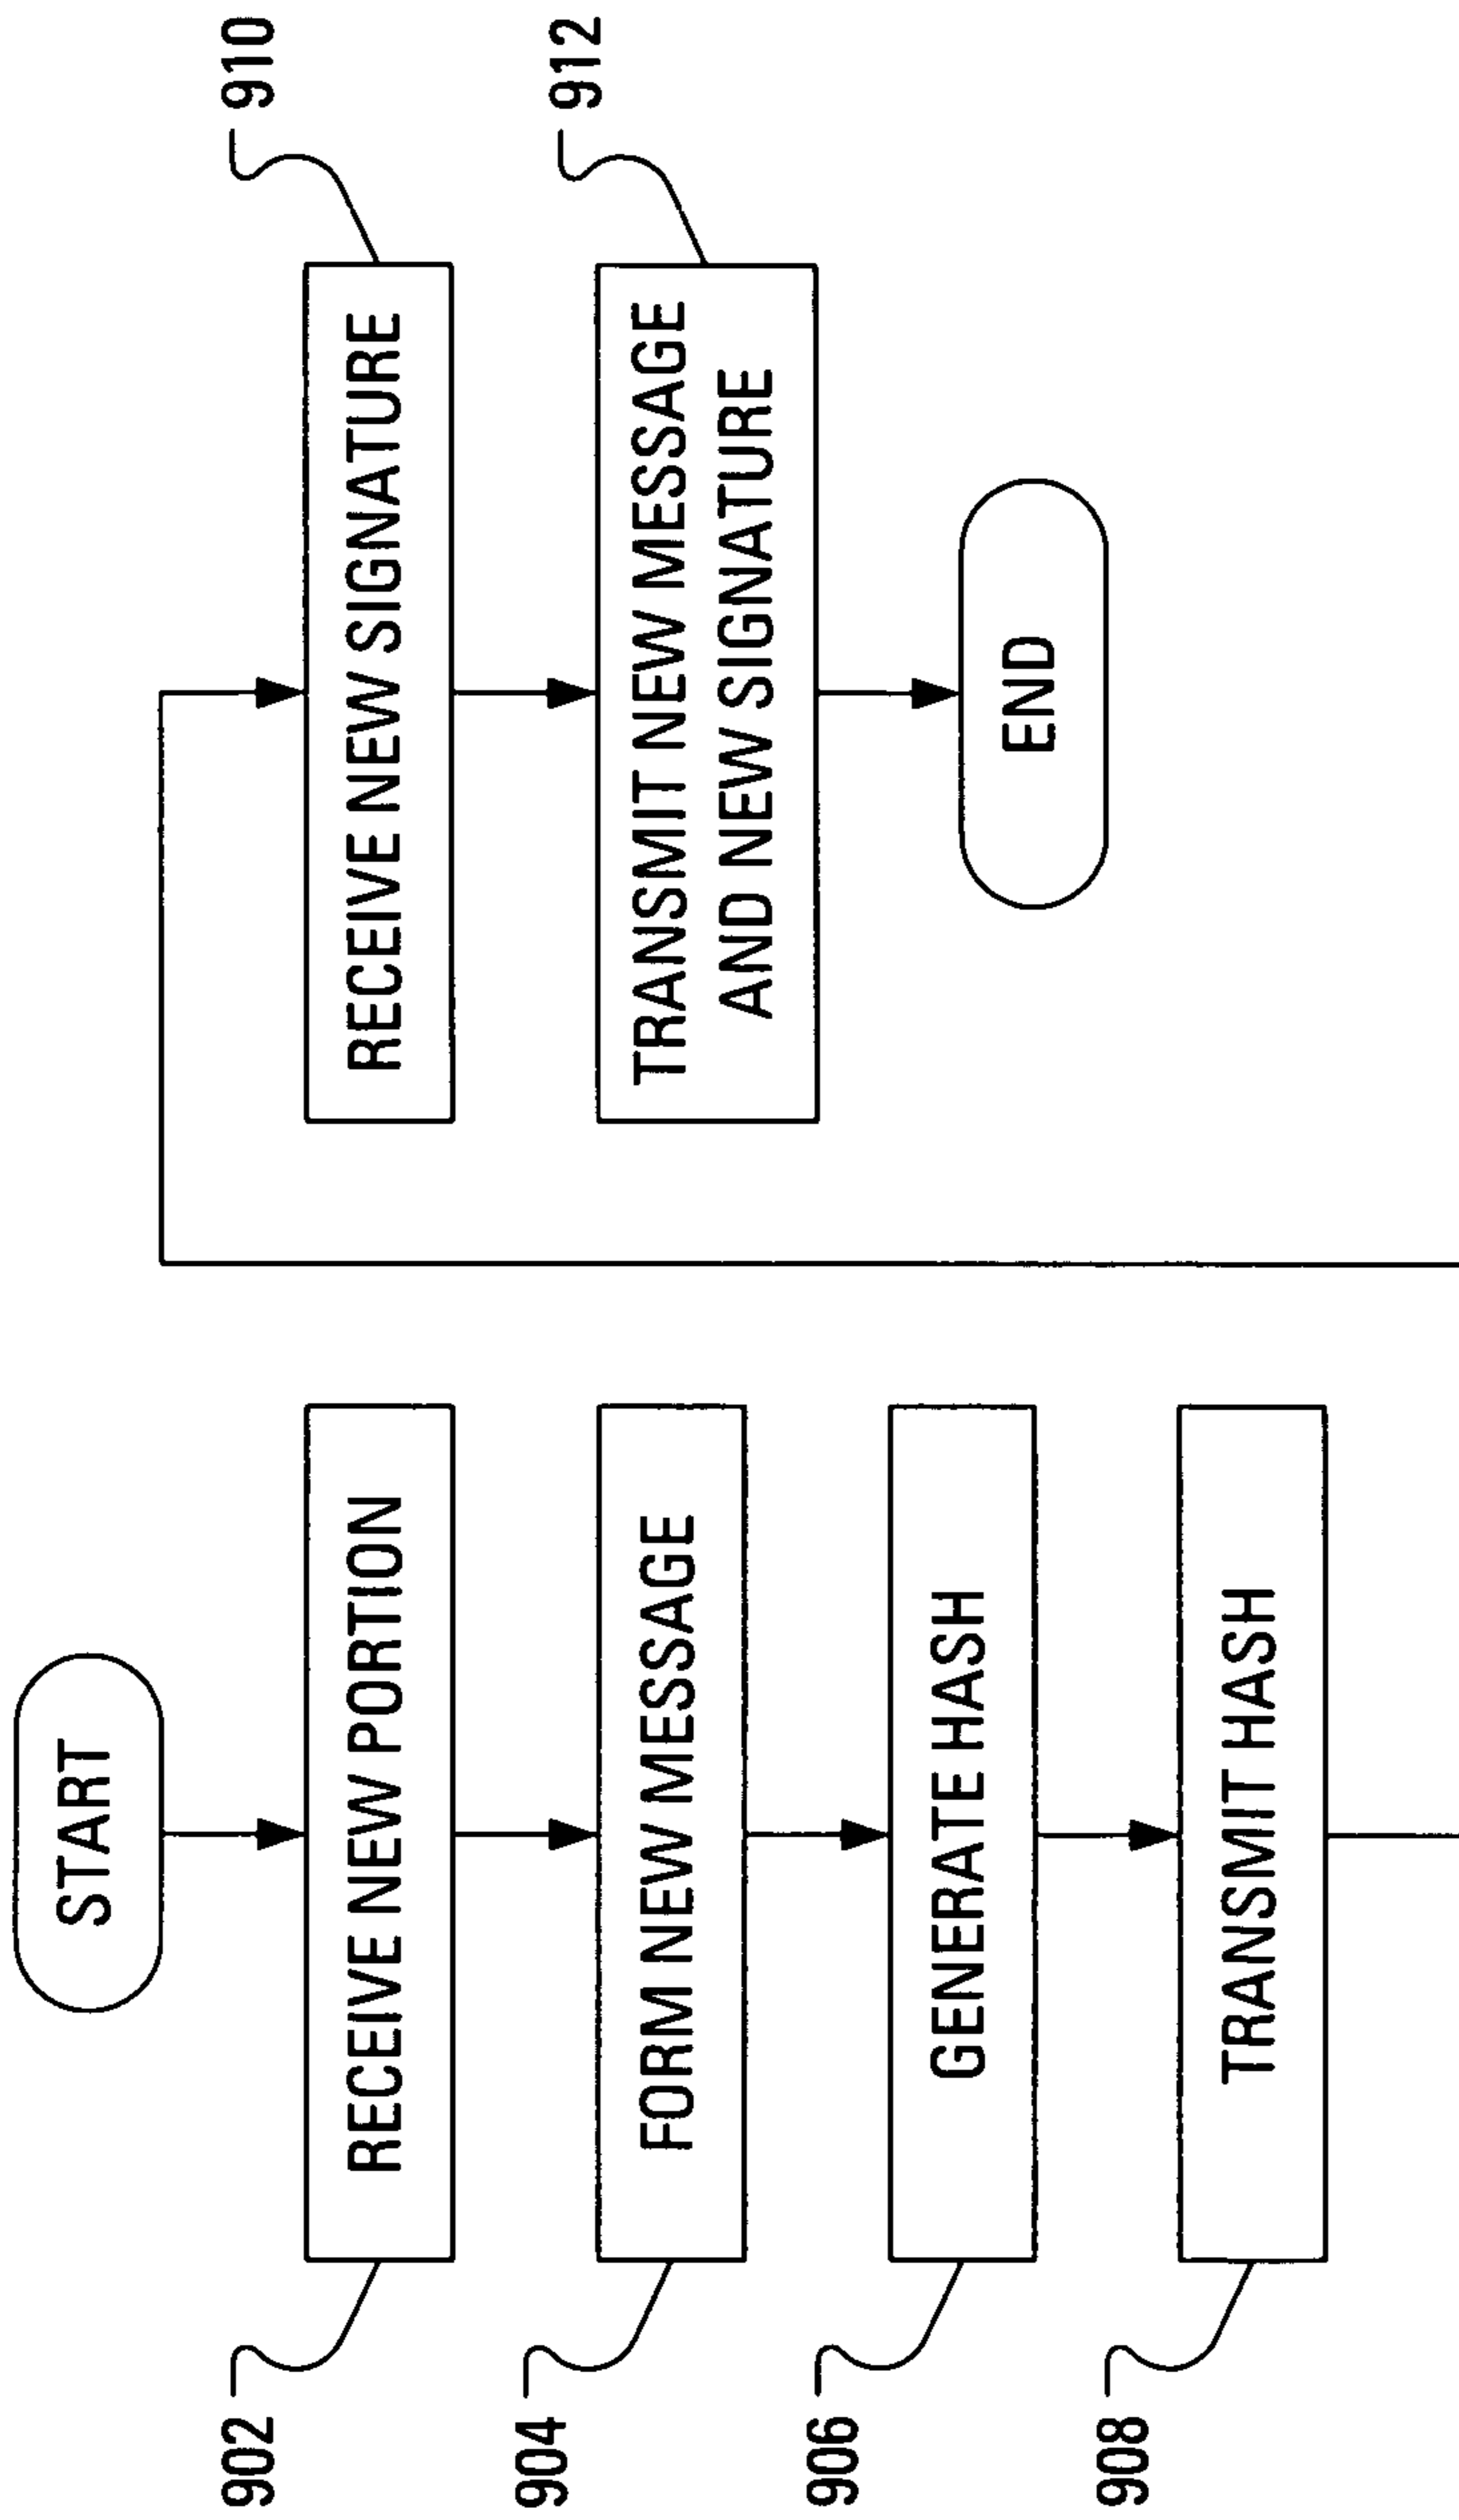 START
902
RECEIVE NEW PORTION
904
FORM NEW MESSAGE
906
GENERATE HASH
908
TRANSMIT HASH
910
RECEIVE NEW SIGNATURE
912
TRANSMIT NEW MESSAGE
AND NEW SIGNATURE
END